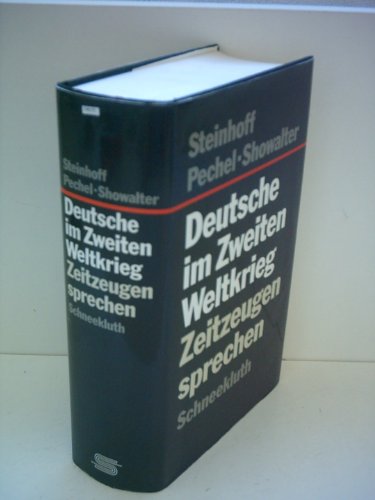 Steinhoff
Pechel·Showalter
Deutsche
im Zweiten
Weltkrieg
Zeitzeugen
sprechen
Schneekluth
Steinhoff
Pechel·Showalter
Deutsche
im Zweiten
Weltkrieg
Zeitzeugen
sprechen
Schneekluth